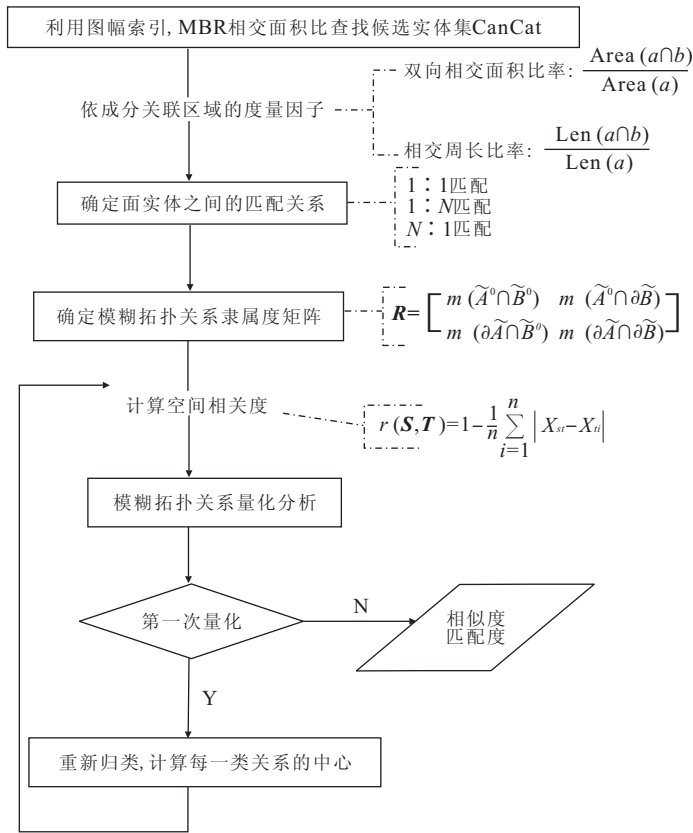 利用图幅索引,MBR相交面积比查找候选实体集CanCat
双向相交面积比率: Area (a∩b) / Area (a)
依成分关联区域的度量因子
相交周长比率: Len (a∩b) / Len (a)
确定面实体之间的匹配关系
1∶1匹配
1∶N匹配
N∶1匹配
确定模糊拓扑关系隶属度矩阵
R= [ m (Ã⁰∩B̃⁰) m (Ã⁰∩∂B̃)
m (∂Ã∩B̃⁰) m (∂Ã∩∂B̃) ]
计算空间相关度
r (S,T)=1−1/n ∑_{i=1}^{n} |X_{st}−X_{ti}|
模糊拓扑关系量化分析
第一次量化
N
相似度
匹配度
Y
重新归类,计算每一类关系的中心